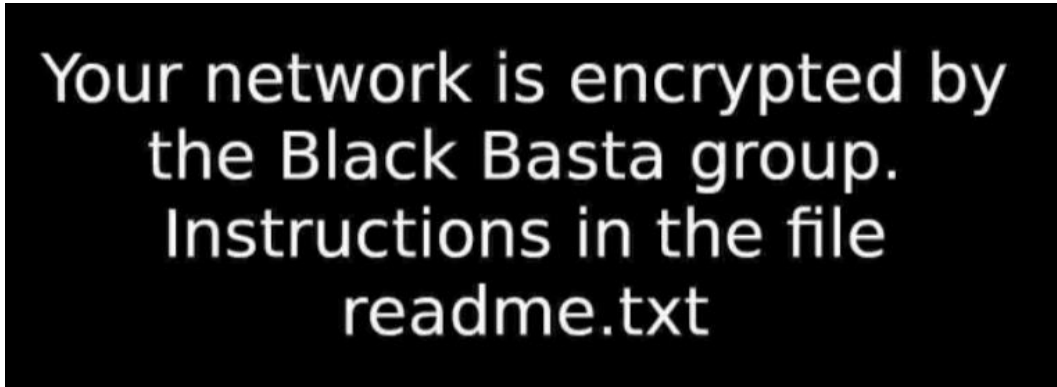 Your network is encrypted by
the Black Basta group.
Instructions in the file
readme.txt